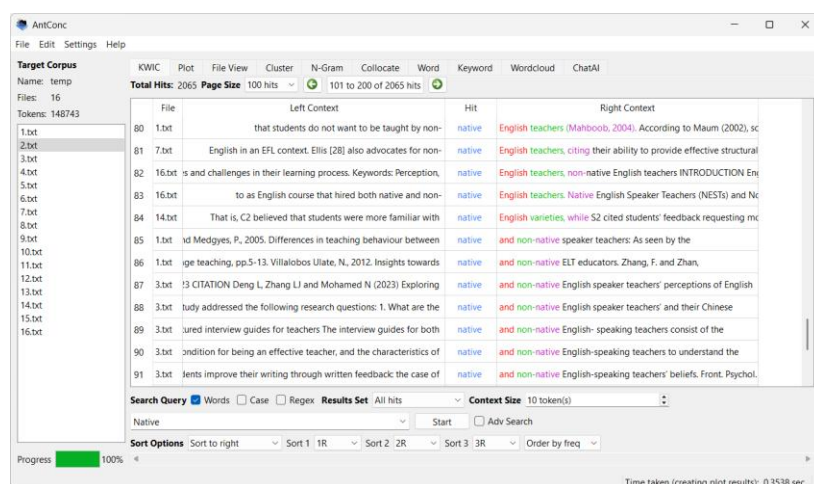 AntConc
File Edit Settings Help
Target Corpus
Name: temp
Files: 16
Tokens: 148743
1.txt
2.txt
3.txt
4.txt
5.txt
6.txt
7.txt
8.txt
9.txt
10.txt
11.txt
12.txt
13.txt
14.txt
15.txt
16.txt
Progress 100%
KWIC Plot File View Cluster N-Gram Collocate Word Keyword Wordcloud ChatAI
Total Hits: 2065 Page Size 100 hits 101 to 200 of 2065 hits
File Left Context Hit Right Context
80 1.txt that students do not want to be taught by non- native English teachers (Mahboob, 2004). According to Maum (2002), sc
81 7.txt English in an EFL context. Ellis [28] also advocates for non- native English teachers, citing their ability to provide effective structural
82 16.txt s and challenges in their learning process. Keywords: Perception, native English teachers, non-native English teachers INTRODUCTION En
83 16.txt to as English course that hired both native and non- native English teachers. Native English Speaker Teachers (NESTs) and No
84 14.txt That is, C2 believed that students were more familiar with native English varieties, while S2 cited students' feedback requesting mo
85 1.txt nd Medgyes, P., 2005. Differences in teaching behaviour between native and non-native speaker teachers: As seen by the
86 1.txt ge teaching, pp.5-13. Villalobos Ulate, N., 2012. Insights towards native and non-native ELT educators. Zhang, F. and Zhan,
87 3.txt 23 CITATION Deng L, Zhang LJ and Mohamed N (2023) Exploring native and non-native English speaker teachers' perceptions of English
88 3.txt tudy addressed the following research questions: 1. What are the native and non-native English speaker teachers' and their Chinese
89 3.txt tured interview guides for teachers The interview guides for both native and non-native English- speaking teachers consist of the
90 3.txt ondition for being an effective teacher, and the characteristics of native and non-native English-speaking teachers to understand the
91 3.txt dents improve their writing through written feedback: the case of native and non-native English-speaking teachers' beliefs. Front. Psychol.
Search Query Words Case Regex Results Set All hits Context Size 10 token(s)
Native Start Adv Search
Sort Options Sort to right Sort 1 1R Sort 2 2R Sort 3 3R Order by freq
Time taken (creating plot results): 0.3538 sec